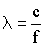 λ = c/f